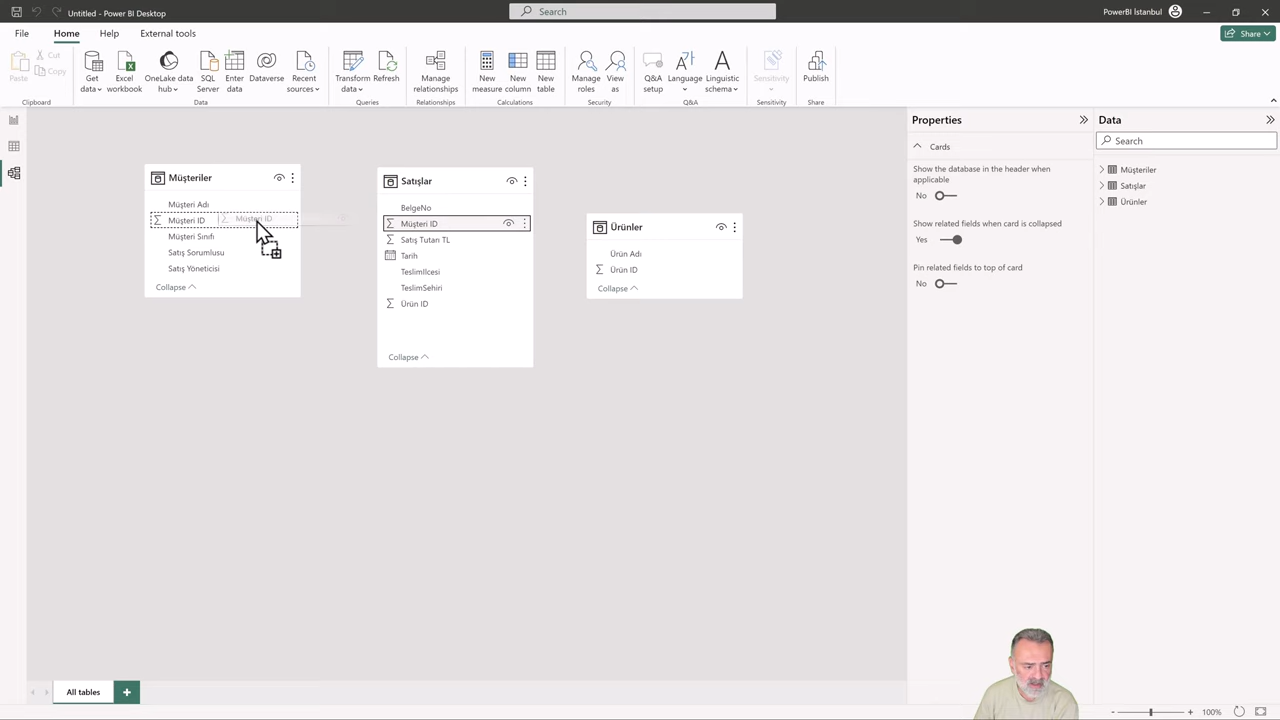 Untitled - Power BI Desktop
Search
PowerBI Istanbul
File
Home
Help
External tools
Share
Paste
Cut
Copy
Clipboard
Get data
Excel workbook
OneLake data hub
SQL Server
Enter data
Dataverse
Recent sources
Data
Transform data
Refresh
Queries
Manage relationships
Relationships
New measure
New column
New table
Calculations
Manage roles
View as
Security
Q&A setup
Language
Linguistic schema
Q&A
Sensitivity
Sensitivity
Publish
Share
Müşteriler
Müşteri Adı
Müşteri ID
Müşteri ID
Müşteri Sınıfı
Satış Sorumlusu
Satış Yöneticisi
Collapse
Satışlar
BelgeNo
Müşteri ID
Satış Tutarı TL
Tarih
TeslimIlcesi
TeslimSehiri
Ürün ID
Collapse
Ürünler
Ürün Adı
Ürün ID
Collapse
Properties
Cards
Show the database in the header when
applicable
No
Show related fields when card is collapsed
Yes
Pin related fields to top of card
No
Data
Search
Müşteriler
Satışlar
Ürünler
All tables
100%